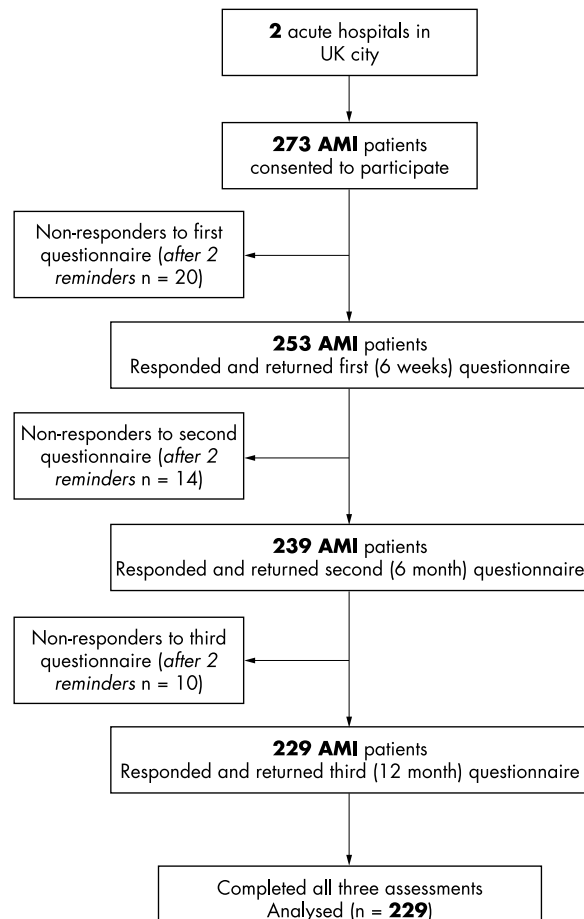 2 acute hospitals in
UK city
273 AMI patients
consented to participate
Non-responders to first
questionnaire (after 2
reminders n = 20)
253 AMI patients
Responded and returned first (6 weeks) questionnaire
Non-responders to second
questionnaire (after 2
reminders n = 14)
239 AMI patients
Responded and returned second (6 month) questionnaire
Non-responders to third
questionnaire (after 2
reminders n = 10)
229 AMI patients
Responded and returned third (12 month) questionnaire
Completed all three assessments
Analysed (n = 229)